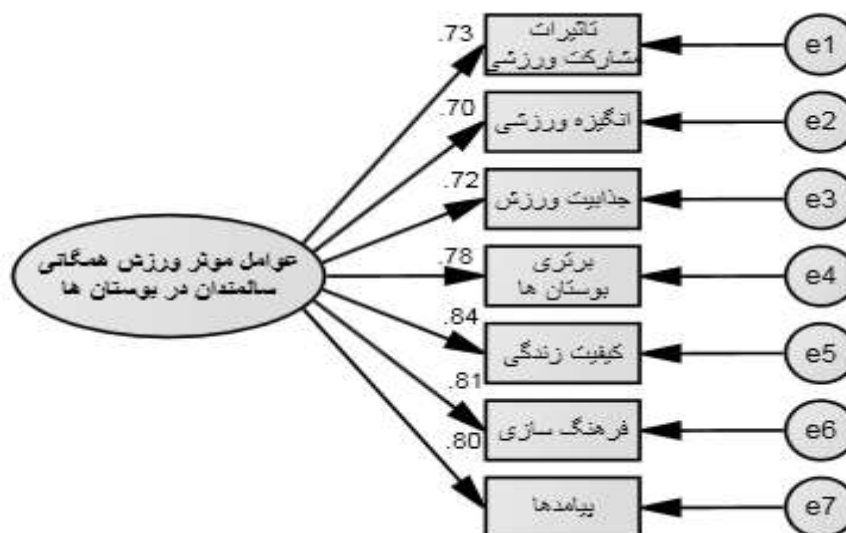 .73
تاثیرات
مشارکت ورزشی
e1
.70
انگیزه ورزشی
e2
.72
جذابیت ورزش
e3
عوامل موثر ورزش همگانی
سالمندان در بوستان ها
.78
برتری
بوستان ها
e4
.84
کیفیت زندگی
e5
.81
فرهنگ سازی
e6
.80
پیامدها
e7